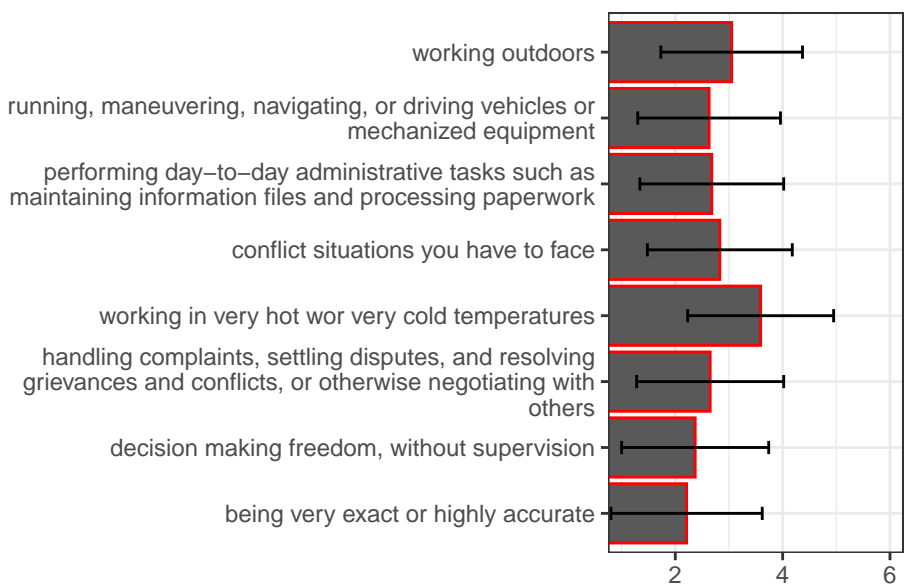 working outdoors
running, maneuvering, navigating, or driving vehicles or
mechanized equipment
performing day−to−day administrative tasks such as
maintaining information files and processing paperwork
conflict situations you have to face
working in very hot wor very cold temperatures
handling complaints, settling disputes, and resolving
grievances and conflicts, or otherwise negotiating with
others
decision making freedom, without supervision
being very exact or highly accurate
2 4 6